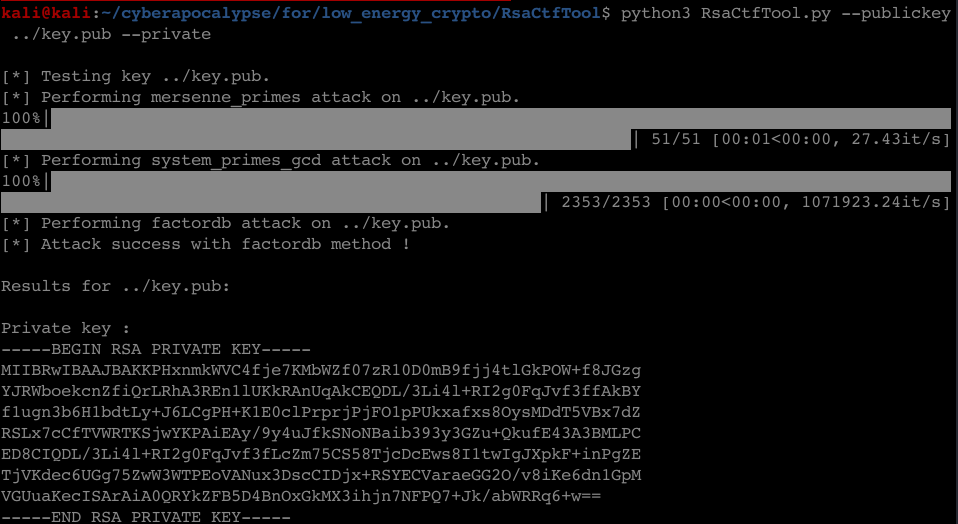 kali@kali:~/cyberapocalypse/for/low_energy_crypto/RsaCtfTool$ python3 RsaCtfTool.py --publickey
../key.pub --private
[*] Testing key ../key.pub.
[*] Performing mersenne_primes attack on ../key.pub.
100%|
| 51/51 [00:01<00:00, 27.43it/s]
[*] Performing system_primes_gcd attack on ../key.pub.
100%|
| 2353/2353 [00:00<00:00, 1071923.24it/s]
[*] Performing factordb attack on ../key.pub.
[*] Attack success with factordb method !
Results for ../key.pub:
Private key :
-----BEGIN RSA PRIVATE KEY-----
MIIBRwIBAAJBAKKPHxnmkWVC4fje7KMbWZf07zR10D0mB9fjj4tlGkPOW+f8JGzg
YJRWboekcnZfiQrLRhA3REn1lUKkRAnUqAkCEQDL/3Li4l+RI2g0FqJvf3ffAkBY
f1ugn3b6H1bdtLy+J6LCgPH+K1E0clPrprjPjFO1pPUkxafxs8OysMDdT5VBx7dZ
RSLx7cCfTVWRTKSjwYKPAiEAy/9y4uJfkSNoNBaib393y3GZu+QkufE43A3BMLPC
ED8CIQDL/3Li4l+RI2g0FqJvf3fLcZm75CS58TjcDcEws8I1twIgJXpkF+inPgZE
TjVKdec6UGg75ZwW3WTPEoVANux3DscCIDjx+RSYECVaraeGG2O/v8iKe6dn1GpM
VGUuaKecISArAiA0QRYkZFB5D4BnOxGkMX3ihjn7NFPQ7+Jk/abWRRq6+w==
-----END RSA PRIVATE KEY-----